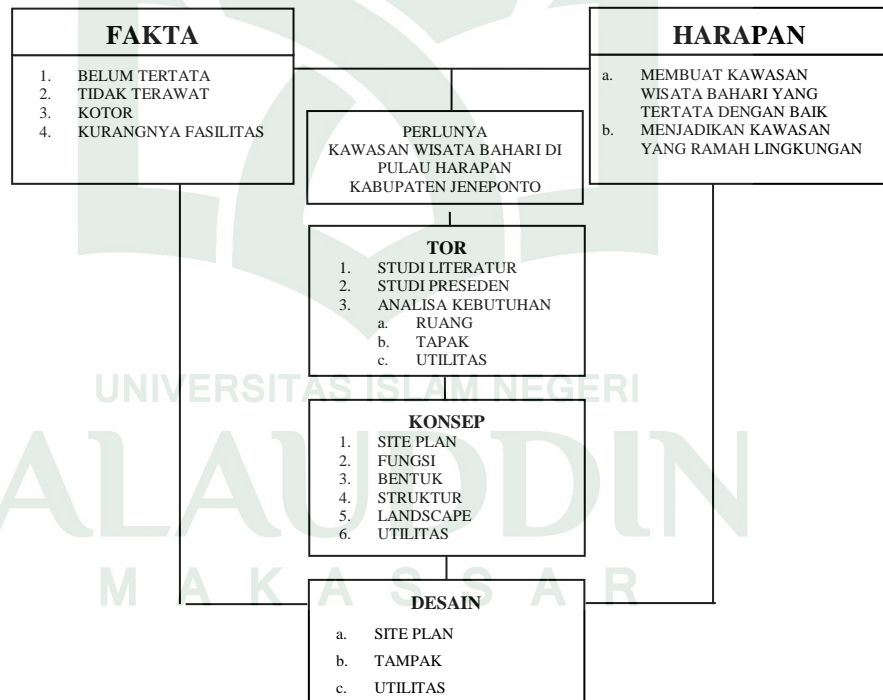 FAKTA
1. BELUM TERTATA
2. TIDAK TERAWAT
3. KOTOR
4. KURANGNYA FASILITAS
HARAPAN
a. MEMBUAT KAWASAN
WISATA BAHARI YANG
TERTATA DENGAN BAIK
b. MENJADIKAN KAWASAN
YANG RAMAH LINGKUNGAN
PERLUNYA
KAWASAN WISATA BAHARI DI
PULAU HARAPAN
KABUPATEN JENEPONTO
TOR
1. STUDI LITERATUR
2. STUDI PRESEDEN
3. ANALISA KEBUTUHAN
a. RUANG
b. TAPAK
c. UTILITAS
UNIVERSITAS ISLAM NEGERI
KONSEP
1. SITE PLAN
2. FUNGSI
3. BENTUK
4. STRUKTUR
5. LANDSCAPE
6. UTILITAS
ALAUDDIN
MAKASSAR
DESAIN
a. SITE PLAN
b. TAMPAK
c. UTILITAS